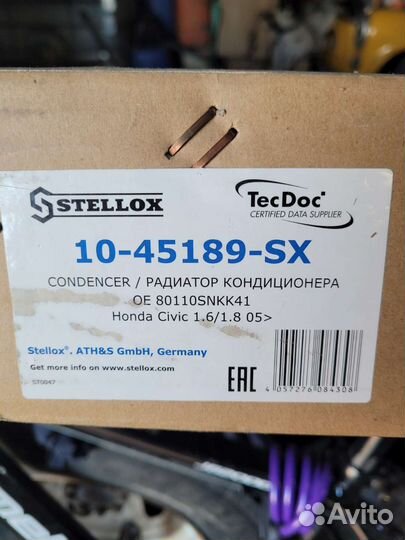 STELLOX
TecDoc®
CERTIFIED DATA SUPPLIER
10-45189-SX
CONDENCER / РАДИАТОР КОНДИЦИОНЕРА
OE 80110SNKK41
Honda Civic 1.6/1.8 05>
Stellox®. ATH&S GmbH, Germany
Get more info on www.stellox.com
ST0047
EAC
4 057276 084308
Avito